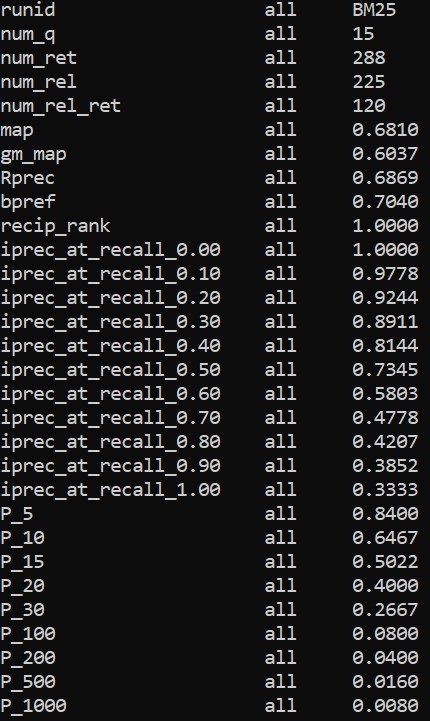 runid all BM25
num_q all 15
num_ret all 288
num_rel all 225
num_rel_ret all 120
map all 0.6810
gm_map all 0.6037
Rprec all 0.6869
bpref all 0.7040
recip_rank all 1.0000
iprec_at_recall_0.00 all 1.0000
iprec_at_recall_0.10 all 0.9778
iprec_at_recall_0.20 all 0.9244
iprec_at_recall_0.30 all 0.8911
iprec_at_recall_0.40 all 0.8144
iprec_at_recall_0.50 all 0.7345
iprec_at_recall_0.60 all 0.5803
iprec_at_recall_0.70 all 0.4778
iprec_at_recall_0.80 all 0.4207
iprec_at_recall_0.90 all 0.3852
iprec_at_recall_1.00 all 0.3333
P_5 all 0.8400
P_10 all 0.6467
P_15 all 0.5022
P_20 all 0.4000
P_30 all 0.2667
P_100 all 0.0800
P_200 all 0.0400
P_500 all 0.0160
P_1000 all 0.0080